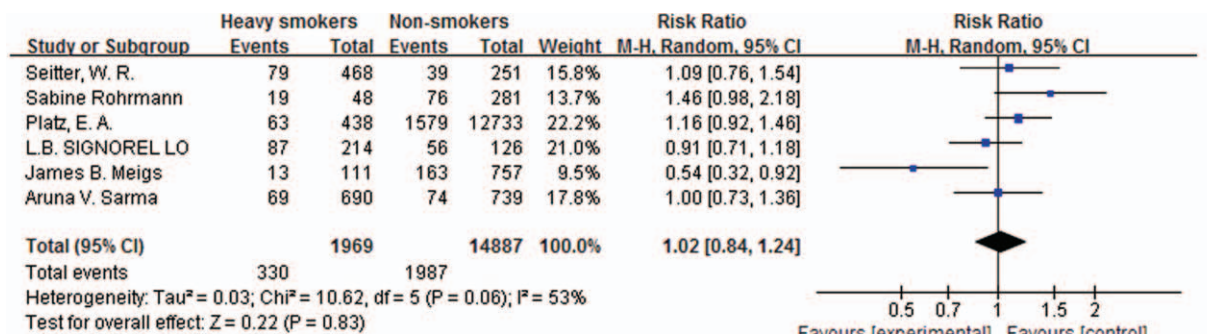 Heavy smokers Non-smokers Risk Ratio Risk Ratio
Study or Subgroup Events Total Events Total Weight M-H, Random, 95% CI M-H, Random, 95% CI
Seitter, W. R. 79 468 39 251 15.8% 1.09 [0.76, 1.54]
Sabine Rohrmann 19 48 76 281 13.7% 1.46 [0.98, 2.18]
Platz, E. A. 63 438 1579 12733 22.2% 1.16 [0.92, 1.46]
L.B. SIGNOREL LO 87 214 56 126 21.0% 0.91 [0.71, 1.18]
James B. Meigs 13 111 163 757 9.5% 0.54 [0.32, 0.92]
Aruna V. Sarma 69 690 74 739 17.8% 1.00 [0.73, 1.36]
Total (95% CI) 1969 14887 100.0% 1.02 [0.84, 1.24]
Total events 330 1987
Heterogeneity: Tau² = 0.03; Chi² = 10.62, df = 5 (P = 0.06); I² = 53%
0.5 0.7 1 1.5 2
Test for overall effect: Z = 0.22 (P = 0.83)
Favours [experimental] Favours [control]